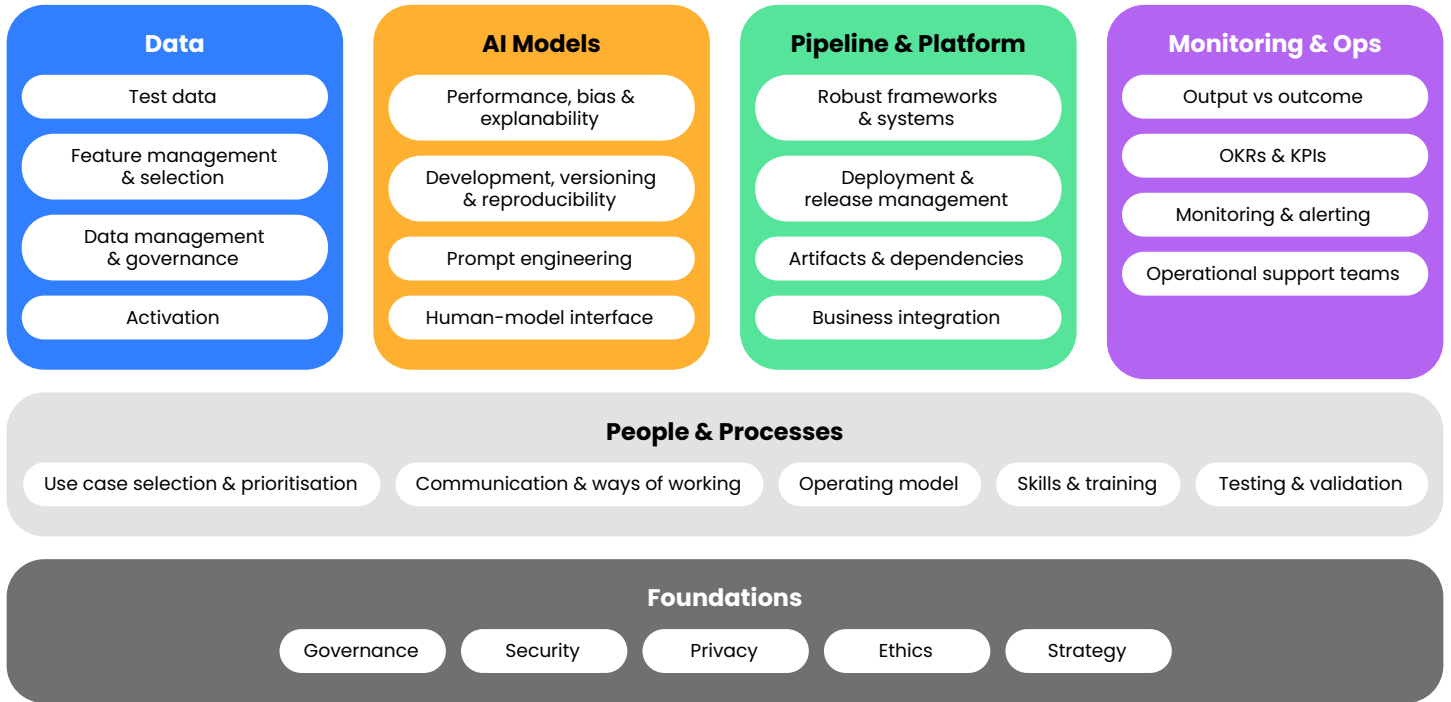 Data
Test data
Feature management
& selection
Data management
& governance
Activation
AI Models
Performance, bias &
explanability
Development, versioning
& reproducibility
Prompt engineering
Human-model interface
Pipeline & Platform
Robust frameworks
& systems
Deployment &
release management
Artifacts & dependencies
Business integration
Monitoring & Ops
Output vs outcome
OKRs & KPIs
Monitoring & alerting
Operational support teams
People & Processes
Use case selection & prioritisation
Communication & ways of working
Operating model
Skills & training
Testing & validation
Foundations
Governance
Security
Privacy
Ethics
Strategy